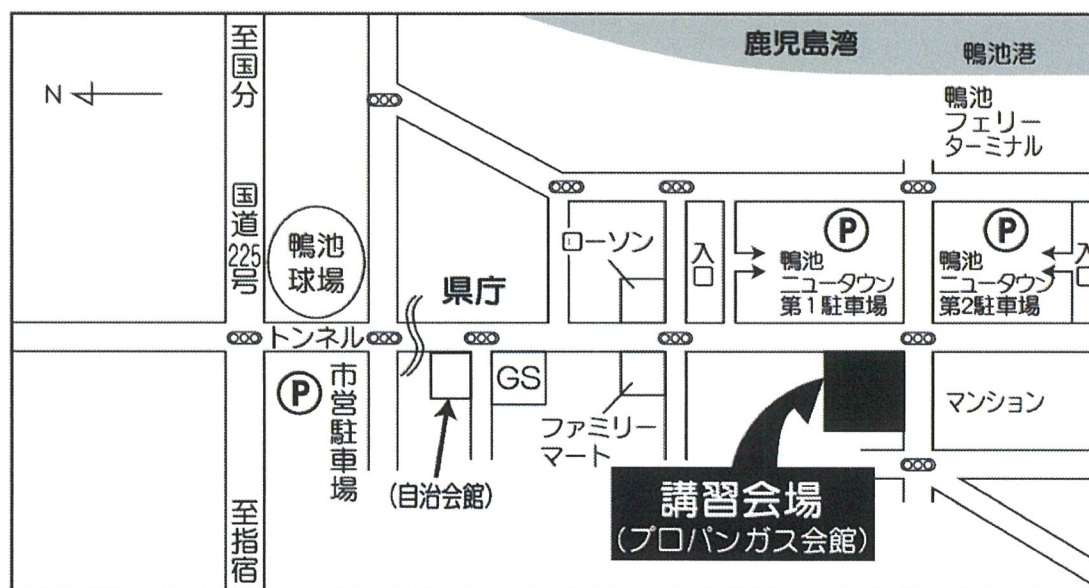 至国分
鹿児島湾
鴨池港
N
鴨池
フェリー
ターミナル
国道225号
鴨池
球場
県庁
ローソン
入口
P
鴨池
ニュータウン
第1駐車場
P
鴨池
ニュータウン
第2駐車場
入口
トンネル
P
市営駐車場
GS
ファミリー
マート
マンション
(自治会館)
講習会場
(プロパンガス会館)
至指宿